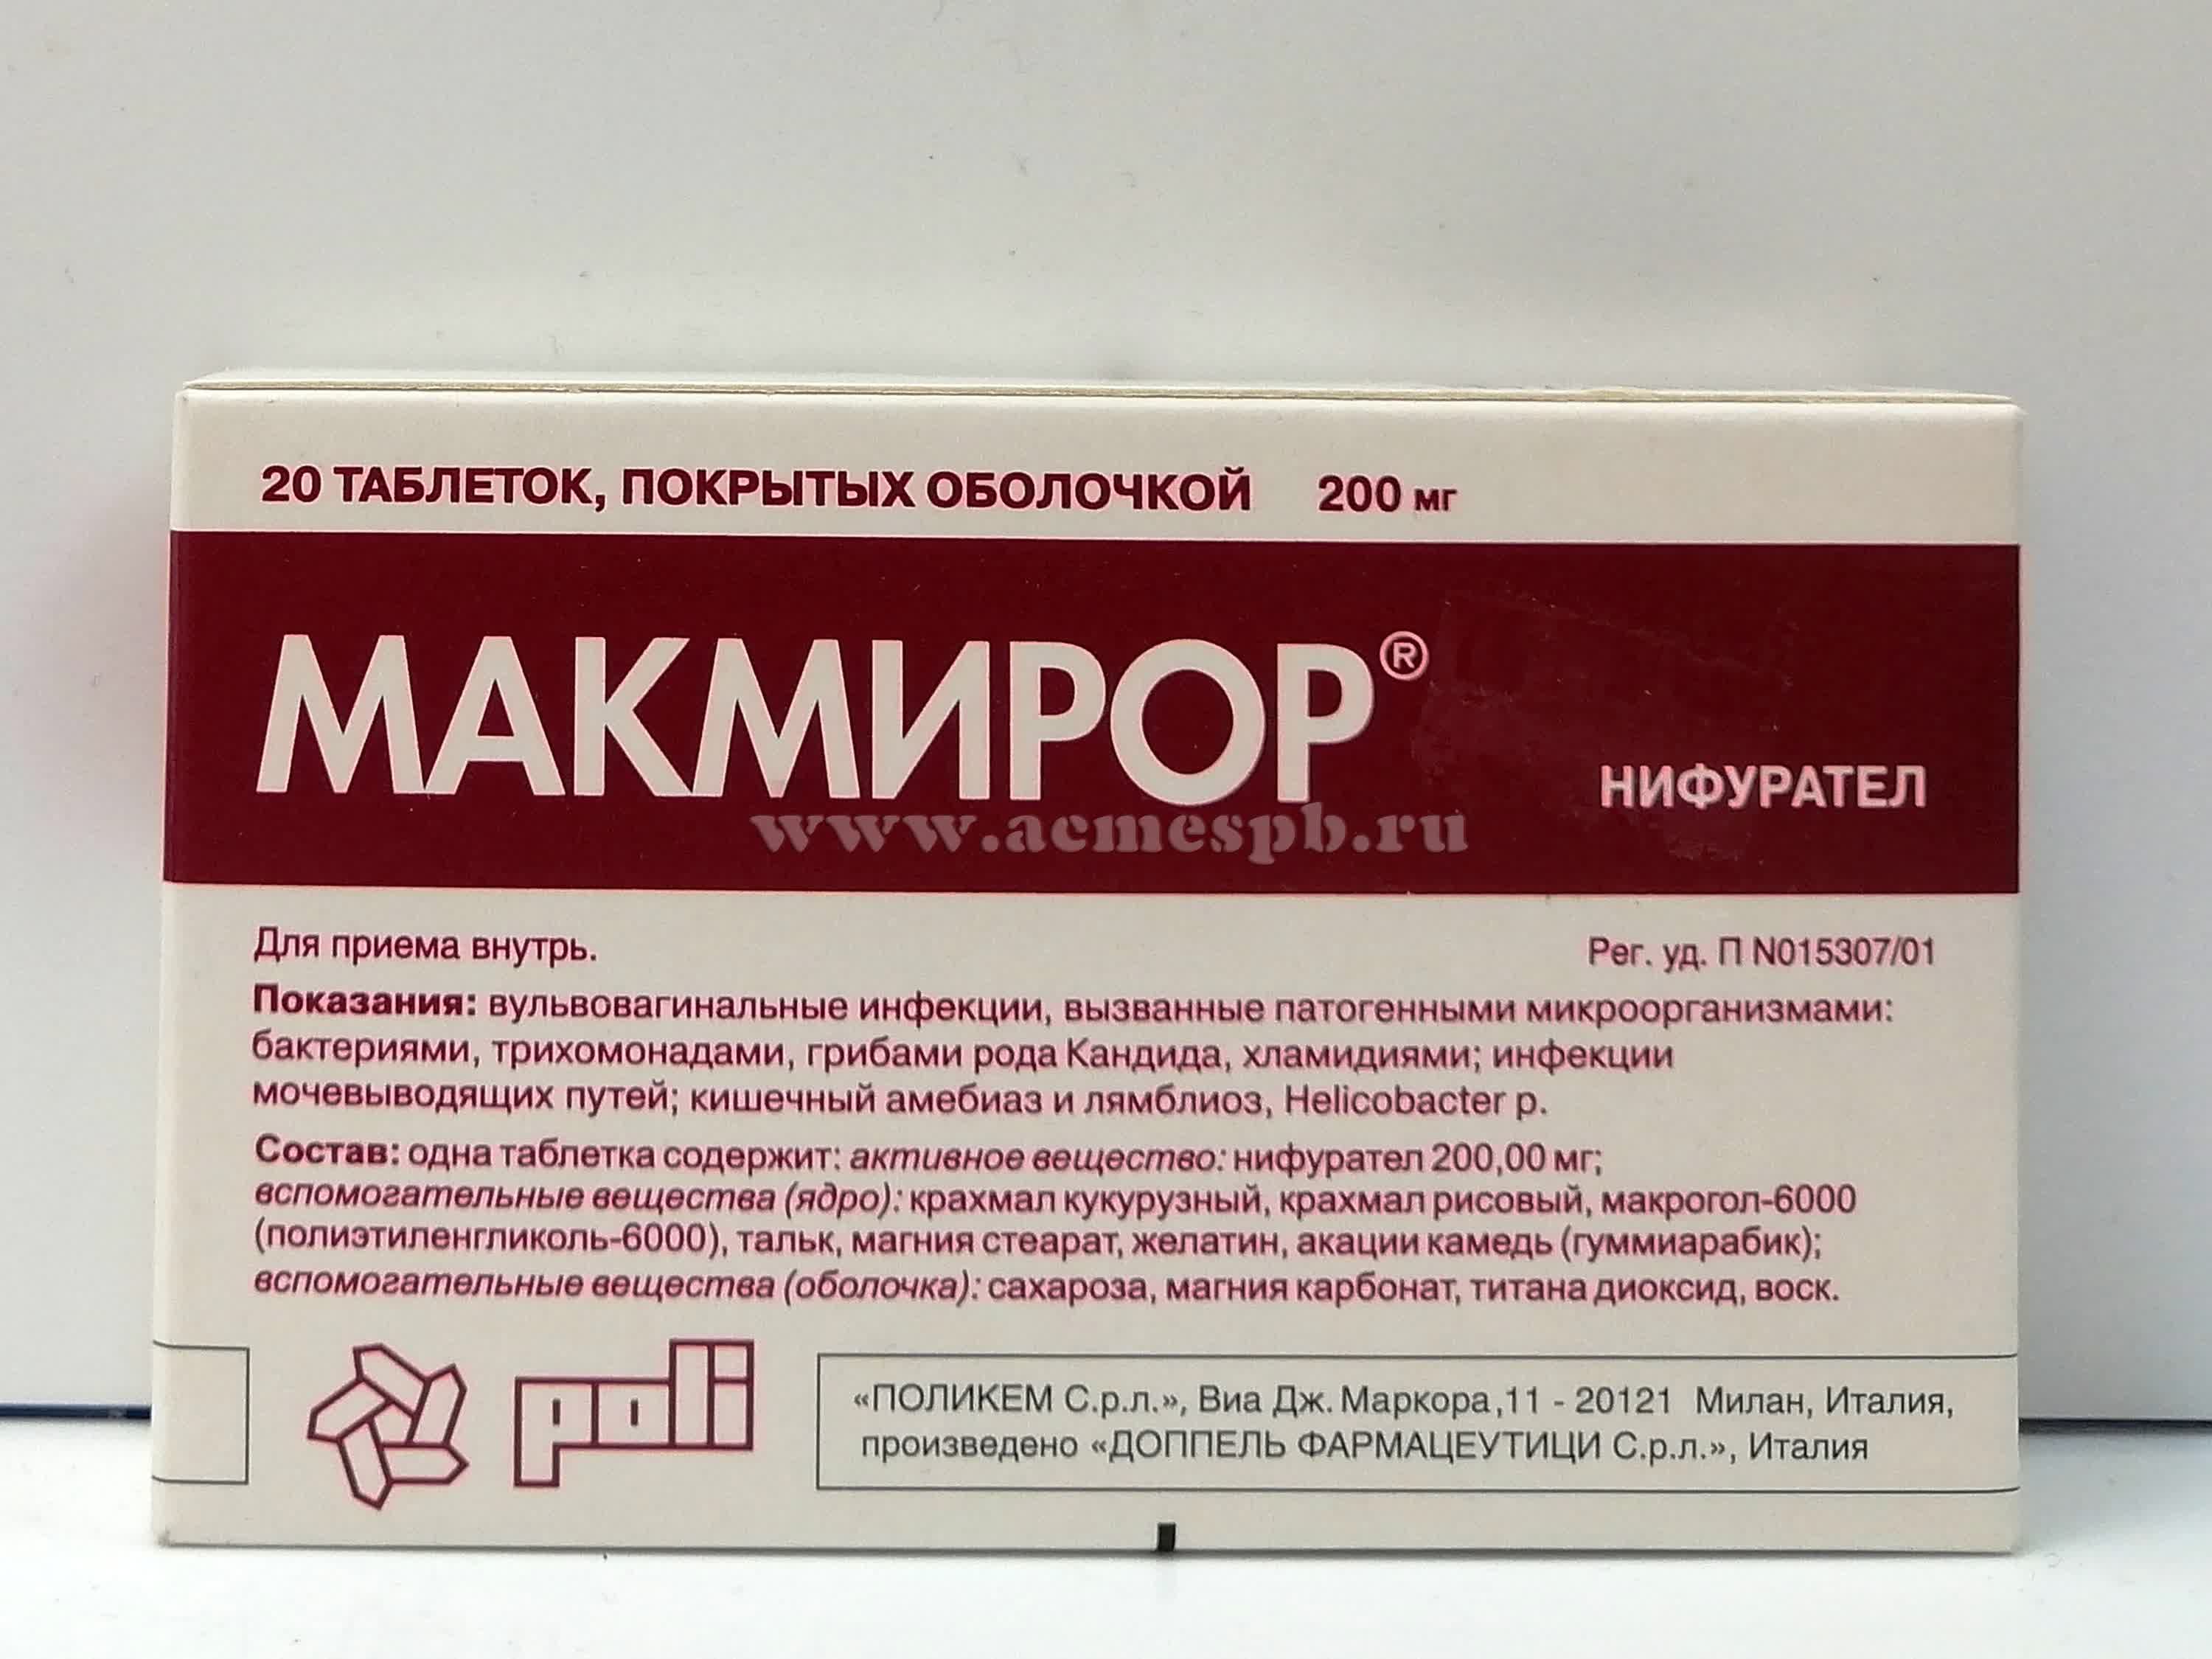 20 ТАБЛЕТОК, ПОКРЫТЫХ ОБОЛОЧКОЙ 200 мг
МАКМИРОР®
НИФУРАТЕЛ
www.acmespb.ru
Для приема внутрь.
Рег. уд. П N015307/01
Показания: вульвовагинальные инфекции, вызванные патогенными микроорганизмами:
бактериями, трихомонадами, грибами рода Кандида, хламидиями; инфекции
мочевыводящих путей; кишечный амебиаз и лямблиоз, Helicobacter p.
Состав: одна таблетка содержит: активное вещество: нифурател 200,00 мг;
вспомогательные вещества (ядро): крахмал кукурузный, крахмал рисовый, макрогол-6000
(полиэтиленгликоль-6000), тальк, магния стеарат, желатин, акации камедь (гуммиарабик);
вспомогательные вещества (оболочка): сахароза, магния карбонат, титана диоксид, воск.
poli
«ПОЛИКЕМ С.р.л.», Виа Дж. Маркора,11 - 20121 Милан, Италия,
произведено «ДОППЕЛЬ ФАРМАЦЕУТИЦИ С.р.л.», Италия